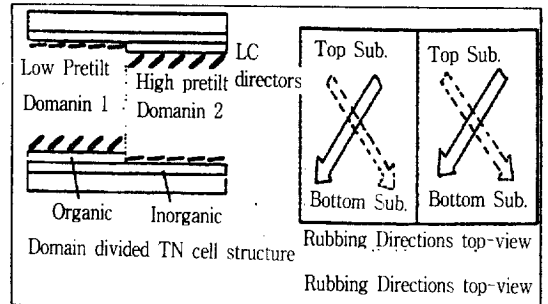 Low Pretilt
High pretilt
LC directors
Domanin 1
Domanin 2
Organic
Inorganic
Domain divided TN cell structure
Top Sub.
Top Sub.
Bottom Sub.
Bottom Sub.
Rubbing Directions top-view
Rubbing Directions top-view